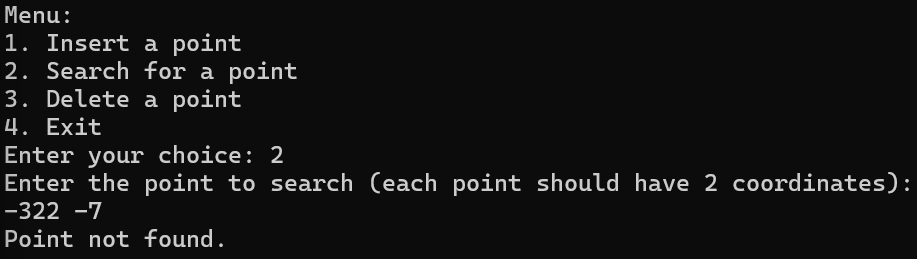 Menu:
1. Insert a point
2. Search for a point
3. Delete a point
4. Exit
Enter your choice: 2
Enter the point to search (each point should have 2 coordinates):
-322 -7
Point not found.